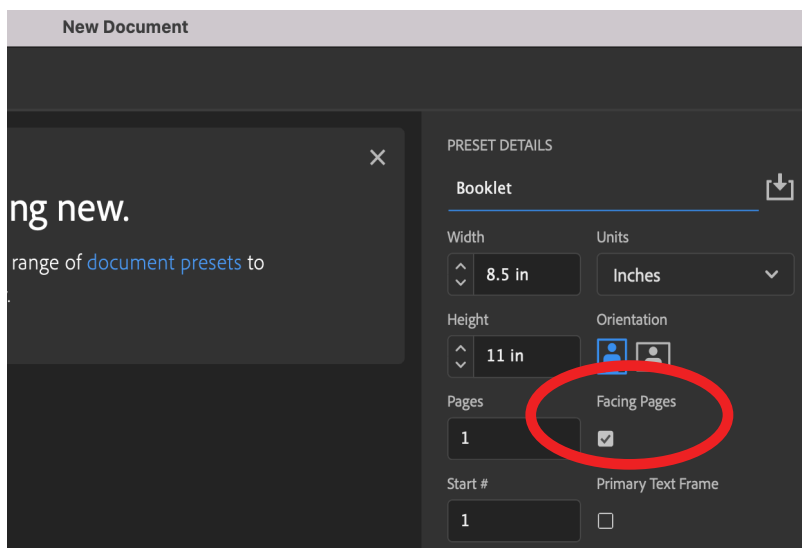 New Document
ng new.
range of document presets to
PRESET DETAILS
Booklet
Width
Units
8.5 in
Inches
Height
Orientation
11 in
Pages
Facing Pages
1
Start #
Primary Text Frame
1